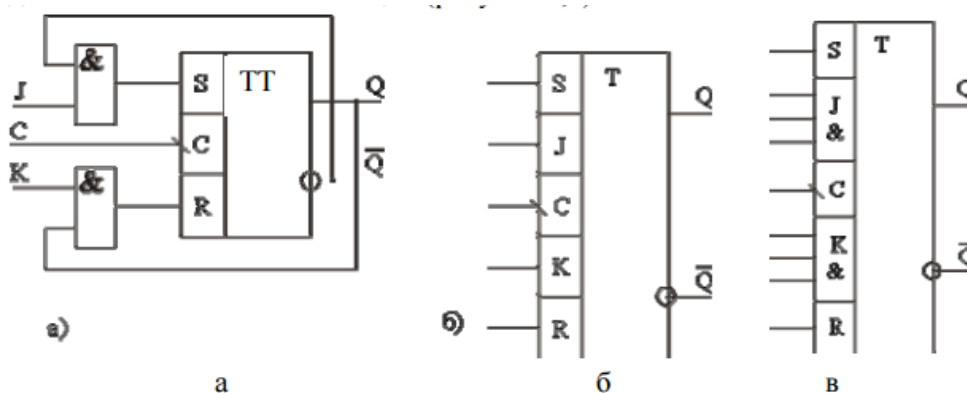 & S TT Q
J
C C Q̅
K & R
а)
S T Q
J
C
K Q̅
R
б)
S T Q
J
&
C
K Q̅
&
R
а б в